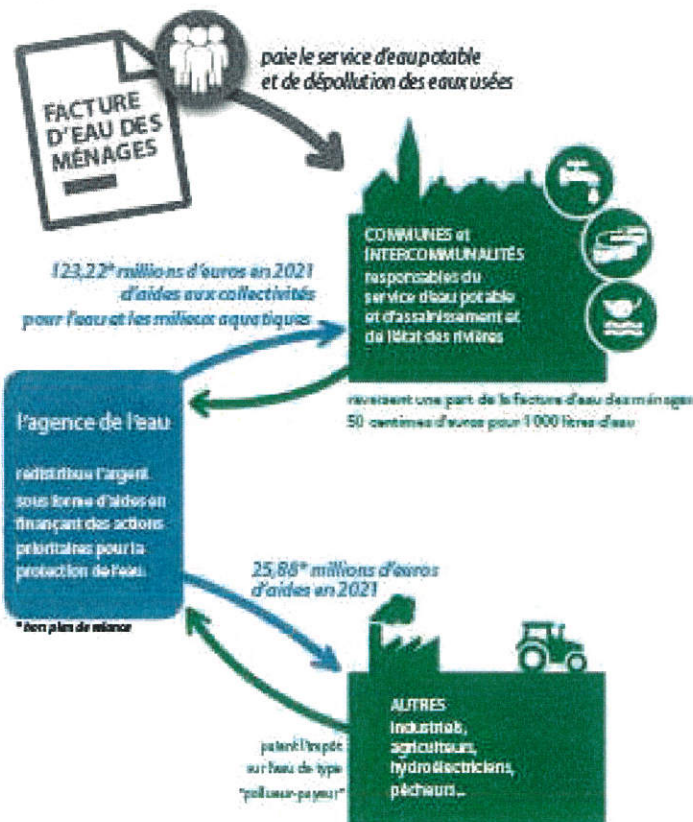 FACTURE
D'EAU DES
MÉNAGES
paie le service d'eau potable
et de dépollution des eaux usées
COMMUNES et
INTERCOMMUNALITÉS
responsables du
service d'eau potable
et d'assainissement et
de l'état des rivières
123,22* millions d'euros en 2021
d'aides aux collectivités
pour l'eau et les milieux aquatiques
reversent une part de la facture d'eau des ménages
50 centimes d'euros pour 1 000 litres d'eau
l'agence de l'eau
redistribue l'argent
sous forme d'aides en
finançant des actions
prioritaires pour la
protection de l'eau.
* hors plan de relance
25,86* millions d'euros
d'aides en 2021
AUTRES
industriels,
agriculteurs,
hydroélectriciens,
pêcheurs...
paient l'impôt
sur l'eau de type
"pollueur-payeur"